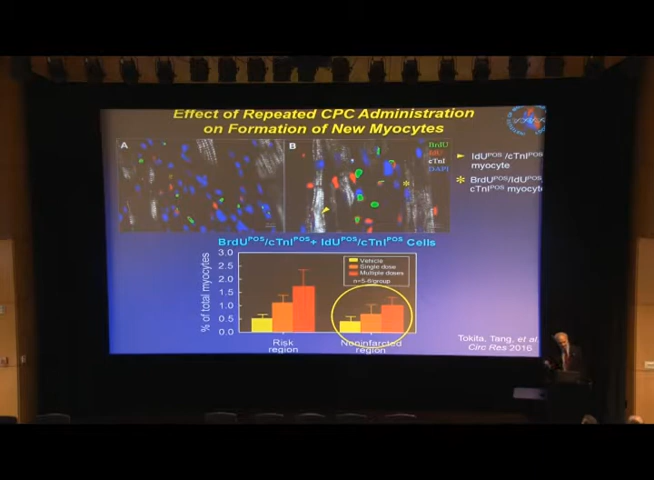 Effect of Repeated CPC Administration
on Formation of New Myocytes
A
B
BrdU
IdU
cTnI
DAPI
IdUPOS/cTnIPOS
myocyte
* BrdUPOS/IdUPOS
cTnIPOS myocyte
BrdUPOS/cTnIPOS+ IdUPOS/cTnIPOS Cells
% of total myocytes
3.0
2.5
2.0
1.5
1.0
0.5
0.0
Vehicle
Single dose
Multiple doses
n=5-6/group
Risk
region
Noninfarcted
region
Tokita, Tang, et al.
Circ Res 2016